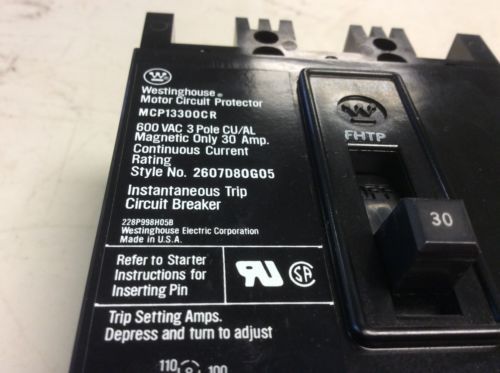 Westinghouse®
Motor Circuit Protector
MCP13300CR
600 VAC 3 Pole CU/AL
Magnetic Only 30 Amp.
Continuous Current
Rating
Style No. 2607D80G05
Instantaneous Trip
Circuit Breaker
228P998H05B
Westinghouse Electric Corporation
Made in U.S.A.
Refer to Starter
Instructions for
Inserting Pin
Trip Setting Amps.
Depress and turn to adjust
110 100
FHTP
30